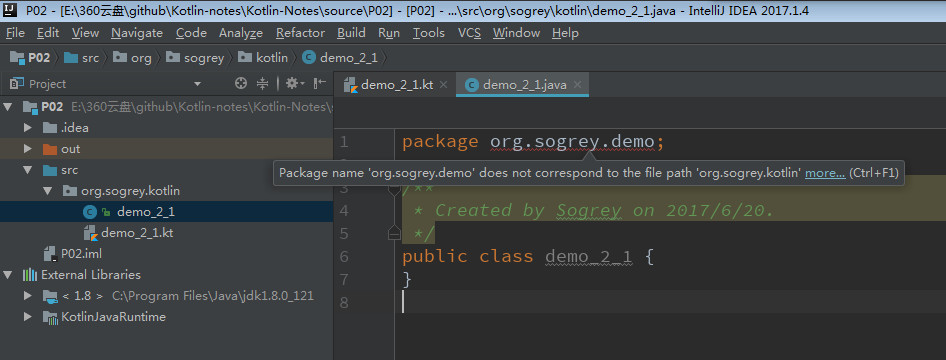 P02 - [E:\360云盘\github\Kotlin-notes\Kotlin-Notes\source\P02] - [P02] - ...\src\org\sogrey\kotlin\demo_2_1.java - IntelliJ IDEA 2017.1.4
File Edit View Navigate Code Analyze Refactor Build Run Tools VCS Window Help
P02 src org sogrey kotlin demo_2_1
Project demo_2_1.kt demo_2_1.java
P02 E:\360云盘\github\Kotlin-notes\Kotlin-Notes\
.idea
out
src
org.sogrey.kotlin
demo_2_1
demo_2_1.kt
P02.iml
External Libraries
< 1.8 > C:\Program Files\Java\jdk1.8.0_121
KotlinJavaRuntime
1 package org.sogrey.demo;
Package name 'org.sogrey.demo' does not correspond to the file path 'org.sogrey.kotlin' more... (Ctrl+F1)
3 /**
4 * Created by Sogrey on 2017/6/20.
5 */
6 public class demo_2_1 {
7 }
8